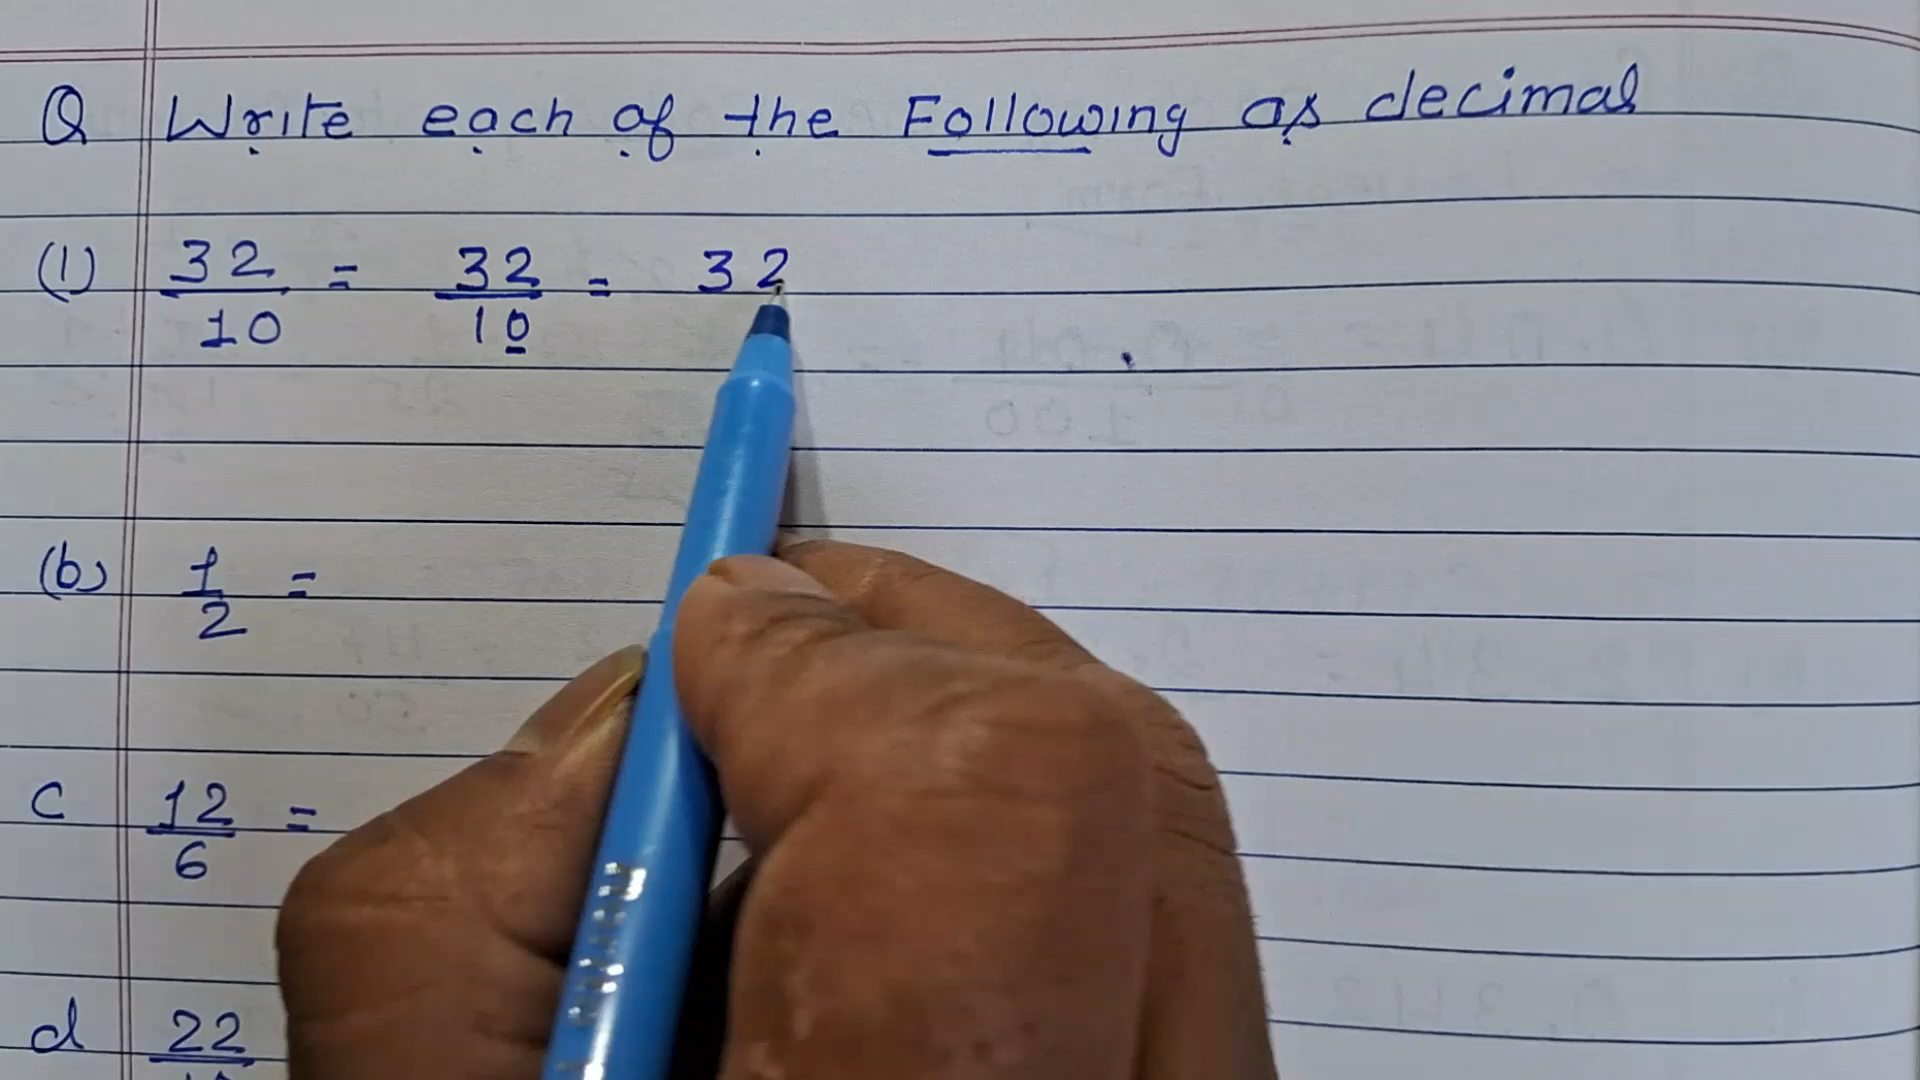 Q Write each of the Following as decimal
(1) 32/10 = 32/10 = 32
(b) 1/2 =
c 12/6 =
d 22